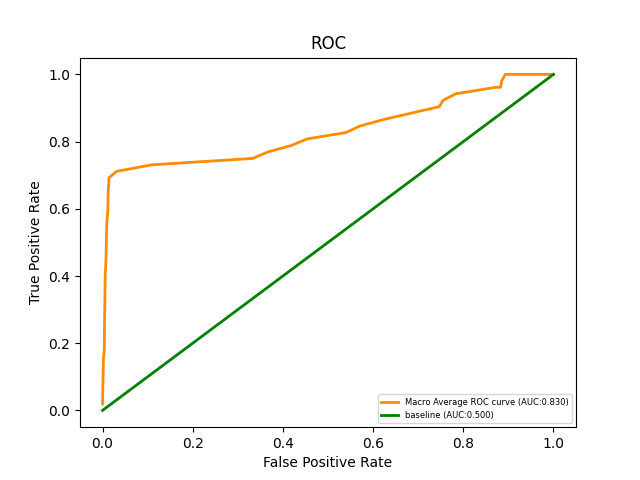 ROC
True Positive Rate
1.0
0.8
0.6
0.4
0.2
0.0
Macro Average ROC curve (AUC:0.830)
baseline (AUC:0.500)
0.0 0.2 0.4 0.6 0.8 1.0
False Positive Rate